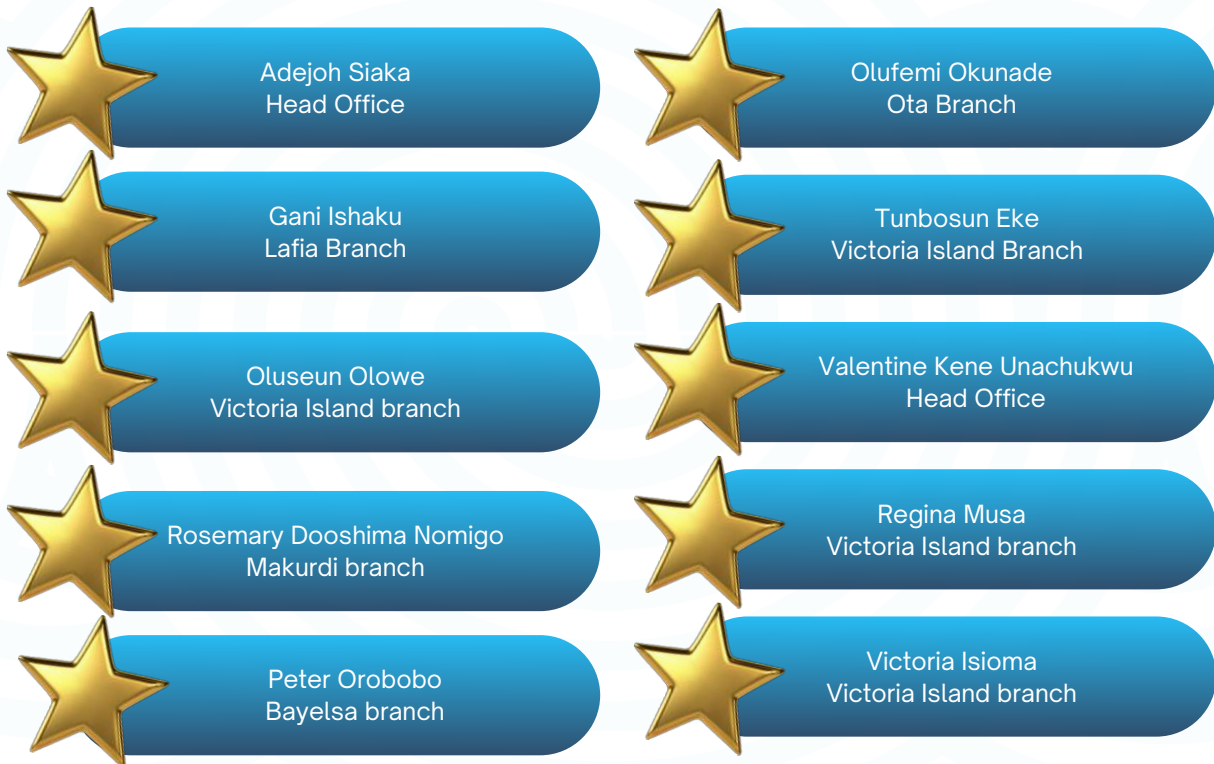 Adejoh Siaka
Head Office
Gani Ishaku
Lafia Branch
Oluseun Olowe
Victoria Island branch
Rosemary Dooshima Nomigo
Makurdi branch
Peter Orobobo
Bayelsa branch
Olufemi Okunade
Ota Branch
Tunbosun Eke
Victoria Island Branch
Valentine Kene Unachukwu
Head Office
Regina Musa
Victoria Island branch
Victoria Isioma
Victoria Island branch